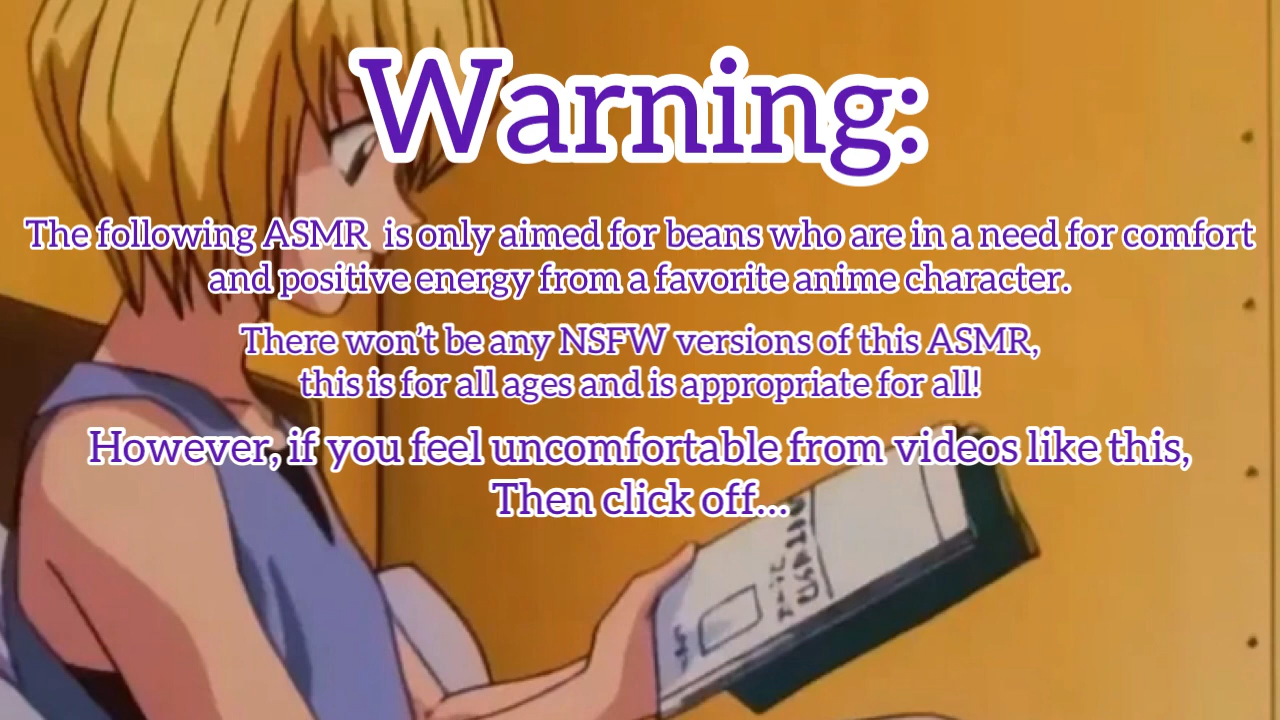 Warning:
The following ASMR is only aimed for beans who are in a need for comfort
and positive energy from a favorite anime character.
There won't be any NSFW versions of this ASMR,
this is for all ages and is appropriate for all!
However, if you feel uncomfortable from videos like this,
Then click off...